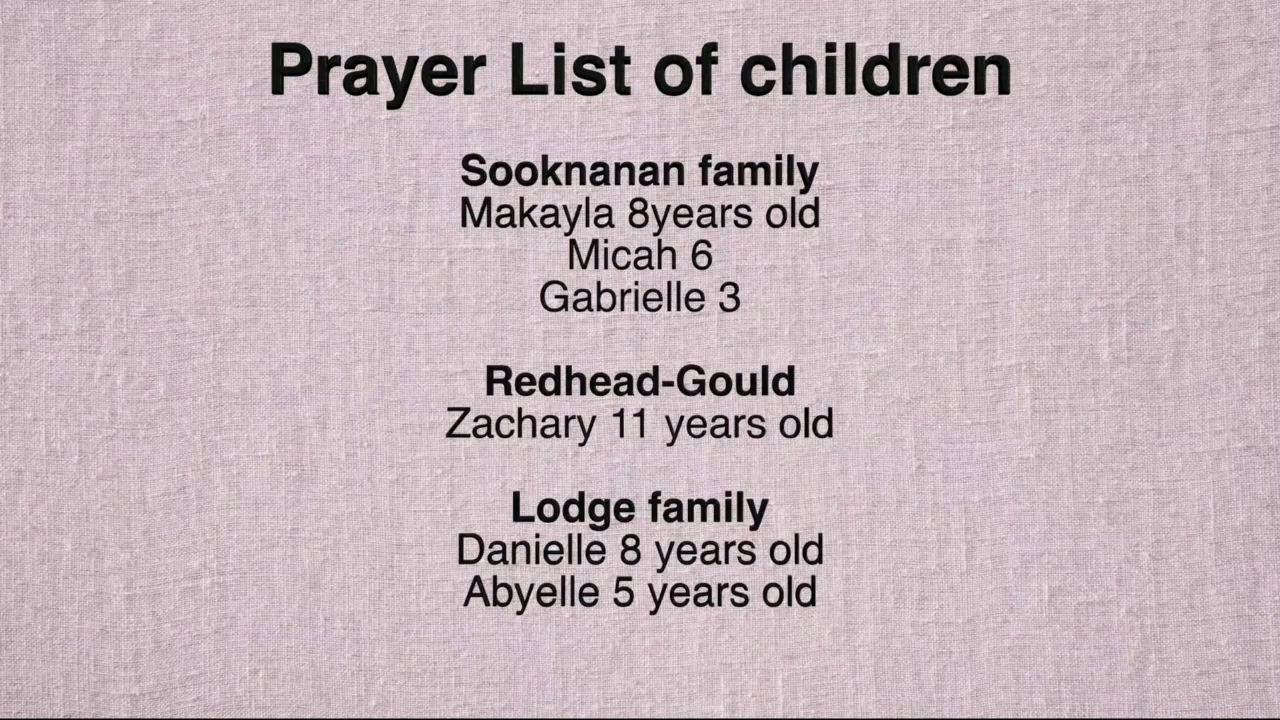 Prayer List of children
Sooknanan family
Makayla 8years old
Micah 6
Gabrielle 3
Redhead-Gould
Zachary 11 years old
Lodge family
Danielle 8 years old
Abyelle 5 years old